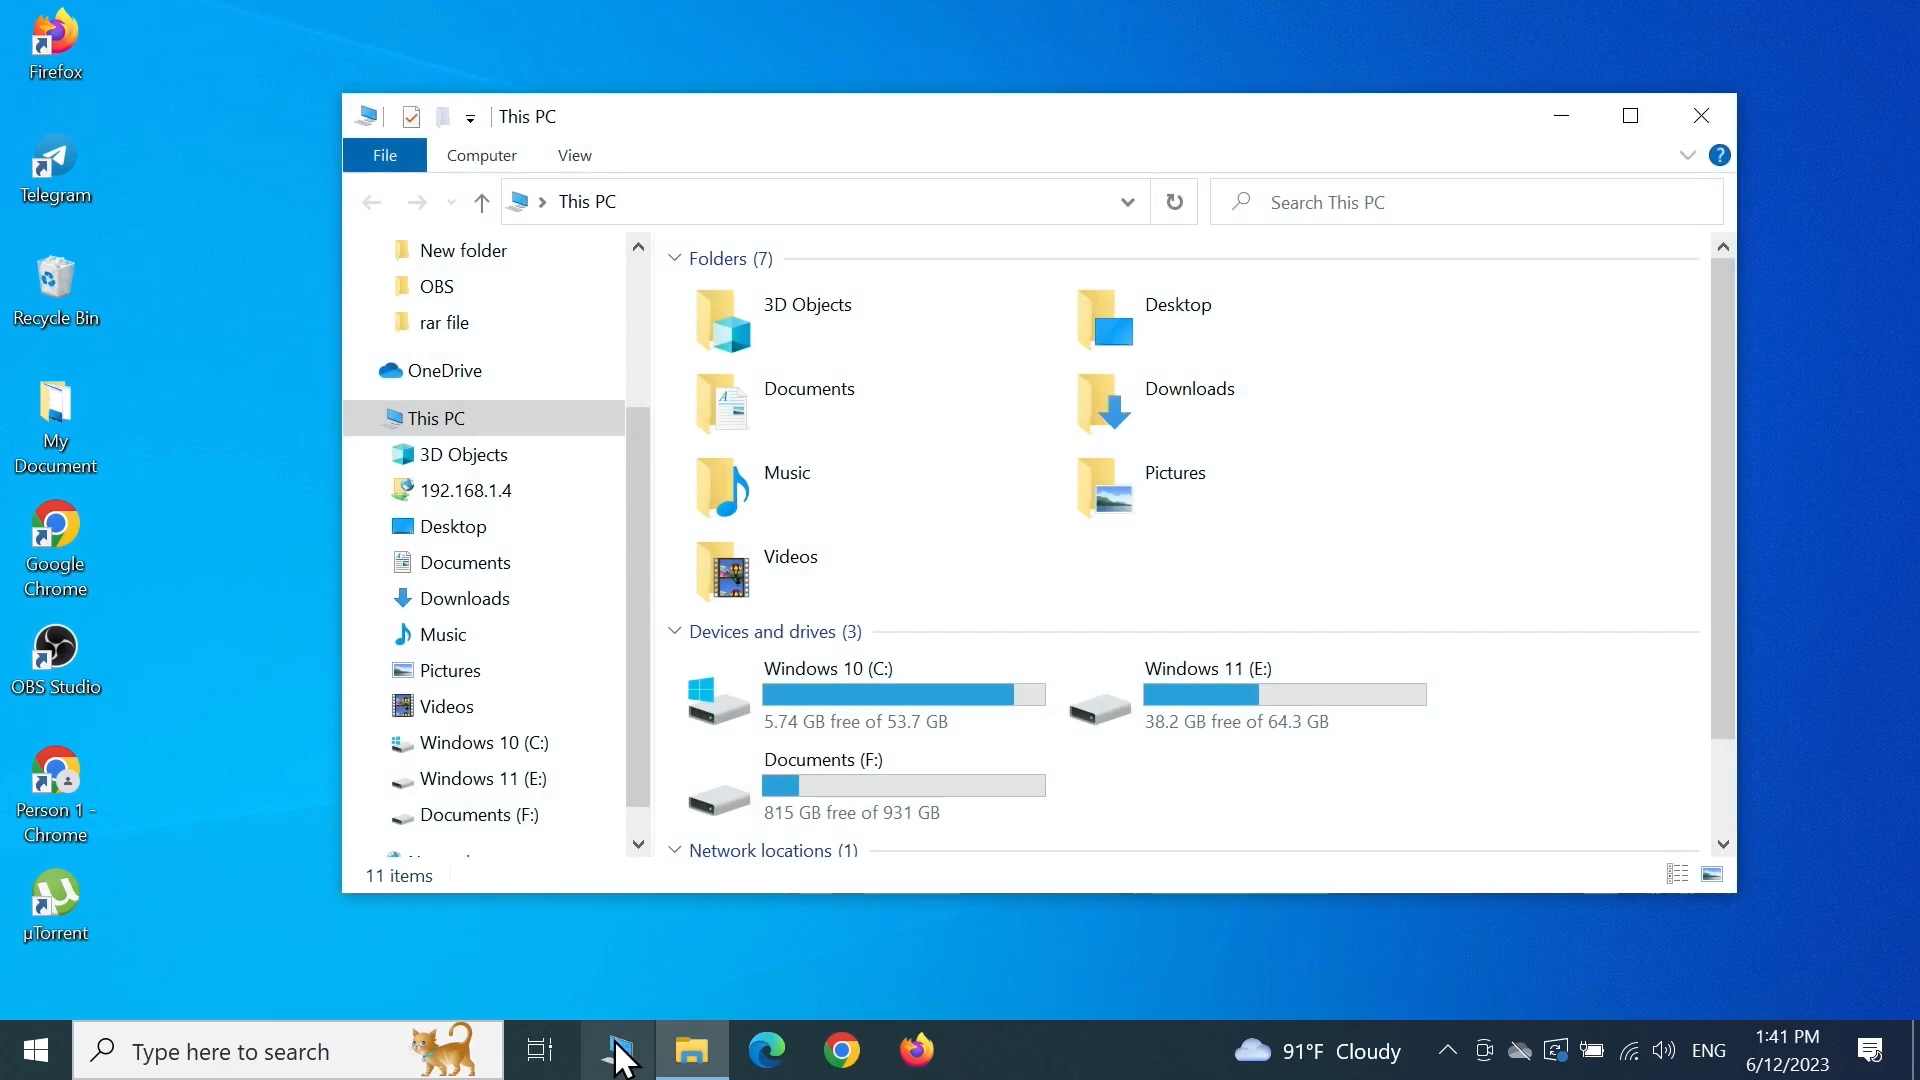 Firefox
Telegram
Recycle Bin
My
Document
Google
Chrome
OBS Studio
Person 1 -
Chrome
µTorrent
This PC
File
Computer
View
?
This PC
Search This PC
New folder
OBS
rar file
OneDrive
This PC
3D Objects
192.168.1.4
Desktop
Documents
Downloads
Music
Pictures
Videos
Windows 10 (C:)
Windows 11 (E:)
Documents (F:)
Folders (7)
3D Objects
Desktop
Documents
Downloads
Music
Pictures
Videos
Devices and drives (3)
Windows 10 (C:)
5.74 GB free of 53.7 GB
Windows 11 (E:)
38.2 GB free of 64.3 GB
Documents (F:)
815 GB free of 931 GB
Network locations (1)
11 items
Type here to search
91°F Cloudy
ENG
1:41 PM
6/12/2023